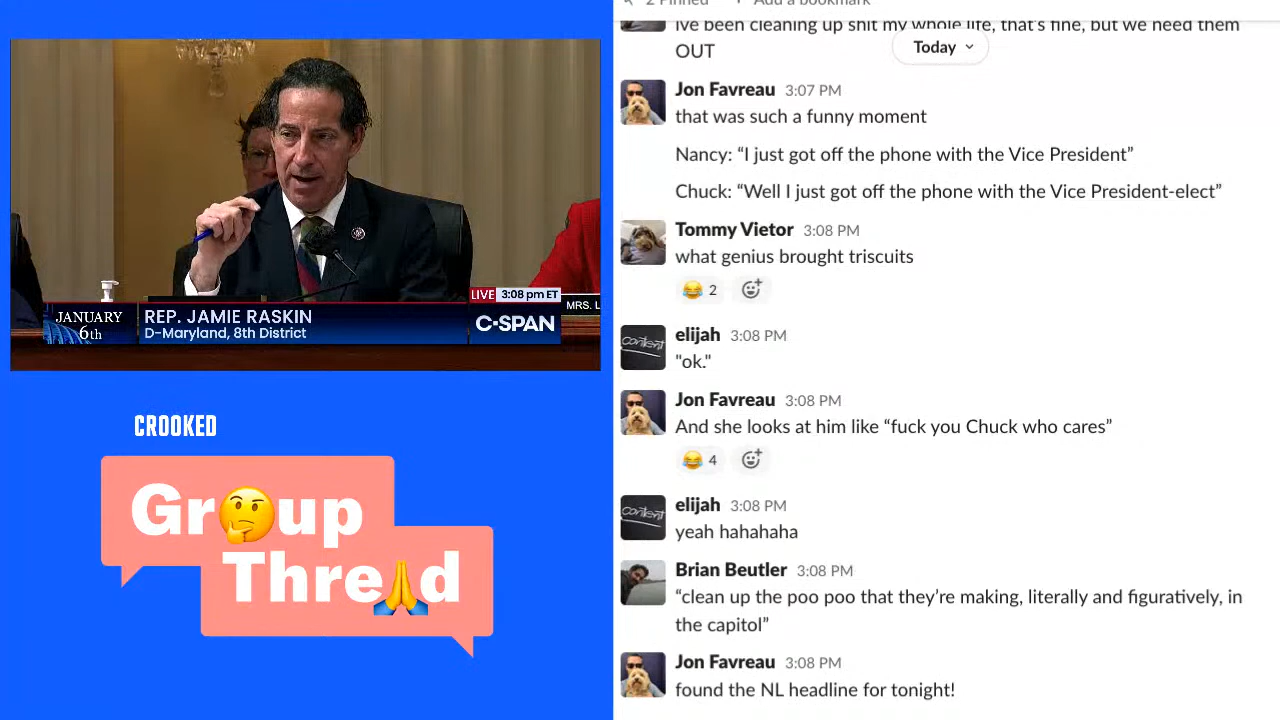 JANUARY
6th
REP. JAMIE RASKIN
D-Maryland, 8th District
LIVE 3:08 pm ET
MRS. L
C-SPAN
CROOKED
Gr🤔up
Thre🙏d
2 Pinned + Add a bookmark
Ive been cleaning up shit my whole life, that's fine, but we need them
OUT
Today
Jon Favreau 3:07 PM
that was such a funny moment
Nancy: “I just got off the phone with the Vice President”
Chuck: “Well I just got off the phone with the Vice President-elect”
Tommy Vietor 3:08 PM
what genius brought triscuits
😂 2
elijah 3:08 PM
content
"ok."
Jon Favreau 3:08 PM
And she looks at him like “fuck you Chuck who cares”
😂 4
elijah 3:08 PM
content
yeah hahahaha
Brian Beutler 3:08 PM
“clean up the poo poo that they’re making, literally and figuratively, in
the capitol”
Jon Favreau 3:08 PM
found the NL headline for tonight!